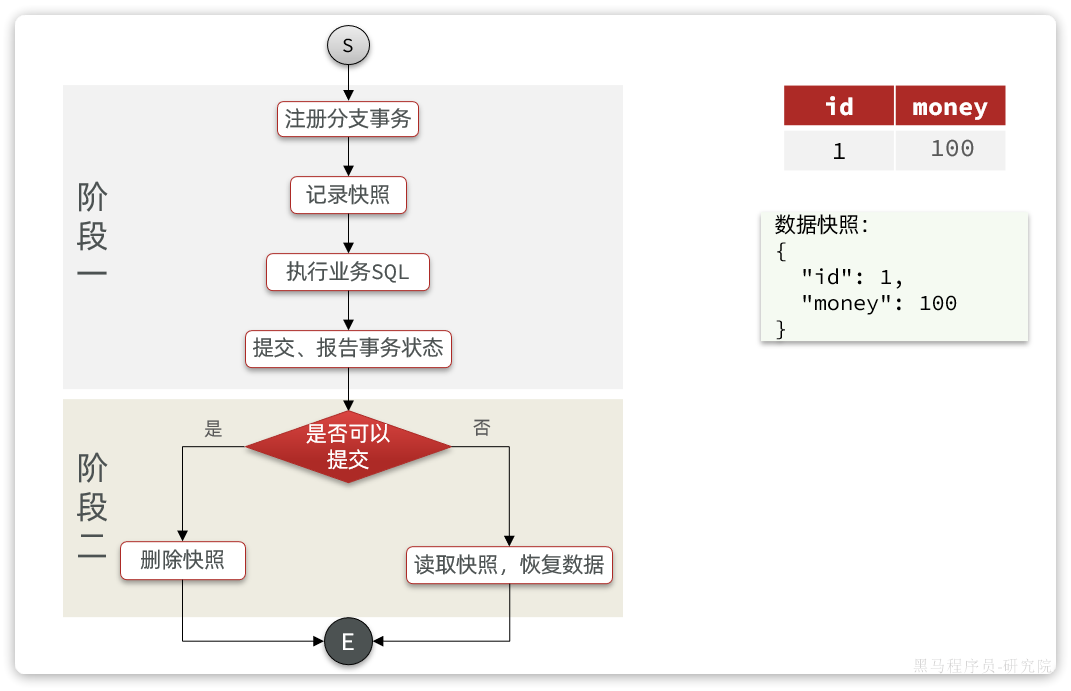 S
阶
段
一
注册分支事务
记录快照
执行业务SQL
提交、报告事务状态
阶
段
二
是否可以
提交
是
否
删除快照
读取快照，恢复数据
E
id money
1 100
数据快照：
{
"id": 1,
"money": 100
}
黑马程序员-研究院